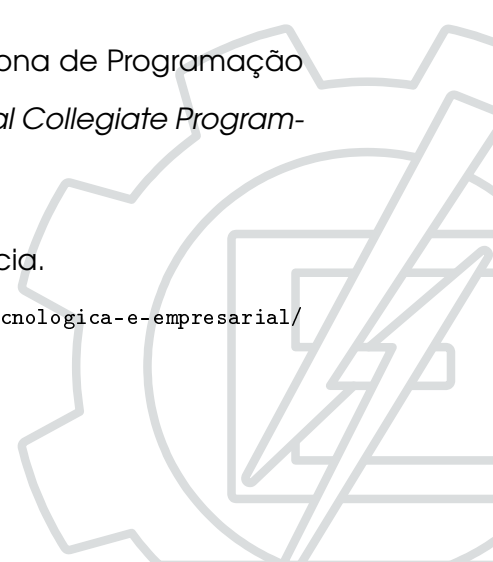 ona de Programação
al Collegiate Program-
cia.
cnologica-e-empresarial/